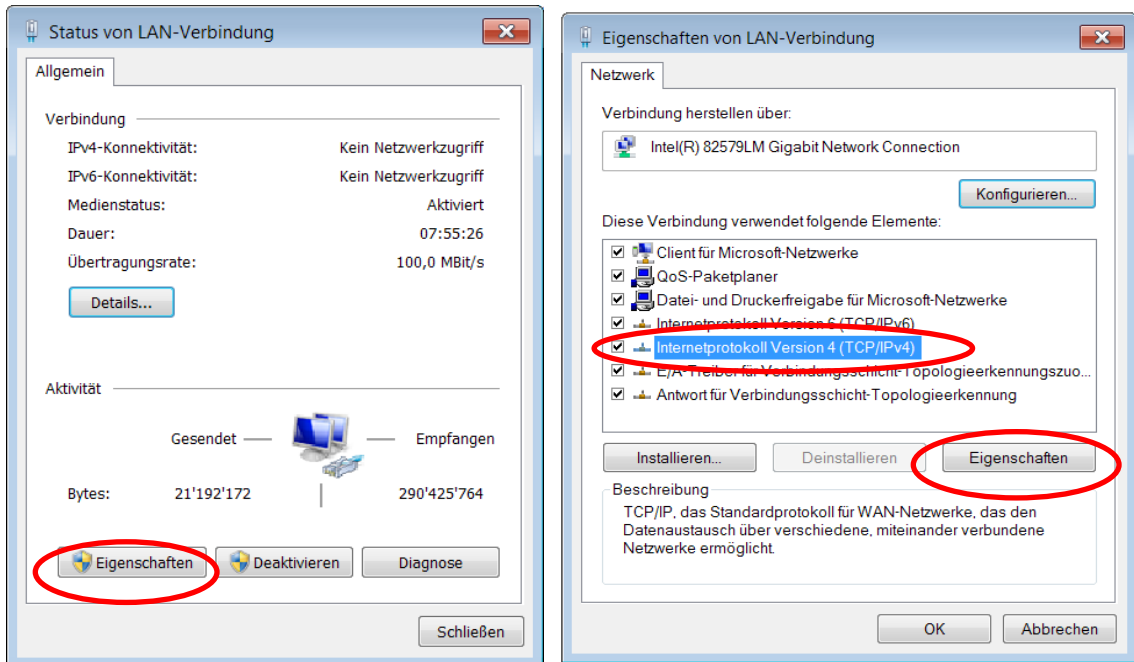 Status von LAN-Verbindung
Allgemein
Verbindung
IPv4-Konnektivität: Kein Netzwerkzugriff
IPv6-Konnektivität: Kein Netzwerkzugriff
Medienstatus: Aktiviert
Dauer: 07:55:26
Übertragungsrate: 100,0 MBit/s
Details...
Aktivität
Gesendet Empfangen
Bytes: 21'192'172 290'425'764
Eigenschaften Deaktivieren Diagnose
Schließen
Eigenschaften von LAN-Verbindung
Netzwerk
Verbindung herstellen über:
Intel(R) 82579LM Gigabit Network Connection
Konfigurieren...
Diese Verbindung verwendet folgende Elemente:
Client für Microsoft-Netzwerke
QoS-Paketplaner
Datei- und Druckerfreigabe für Microsoft-Netzwerke
Internetprotokoll Version 6 (TCP/IPv6)
Internetprotokoll Version 4 (TCP/IPv4)
E/A-Treiber für Verbindungsschicht-Topologieerkennungszuo...
Antwort für Verbindungsschicht-Topologieerkennung
Installieren... Deinstallieren Eigenschaften
Beschreibung
TCP/IP, das Standardprotokoll für WAN-Netzwerke, das den
Datenaustausch über verschiedene, miteinander verbundene
Netzwerke ermöglicht.
OK Abbrechen